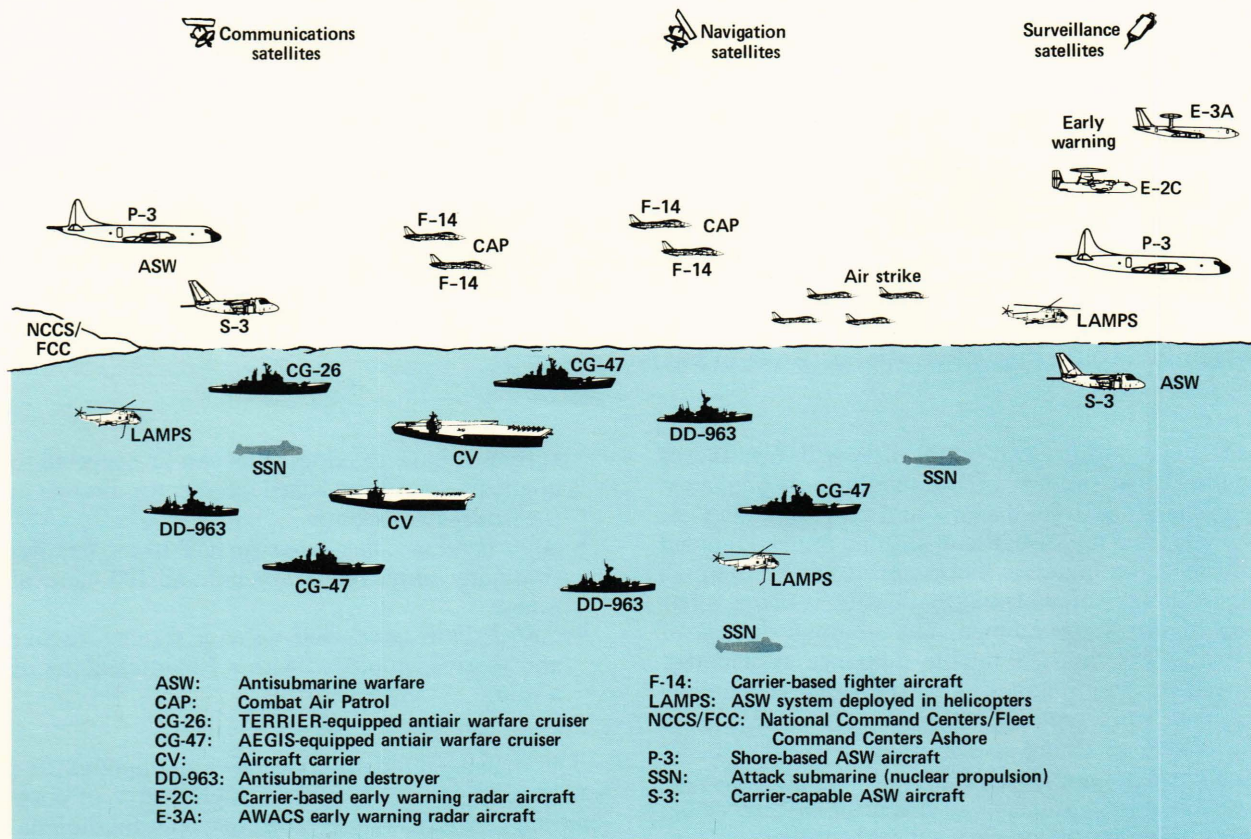 Communications
satellites
Navigation
satellites
Surveillance
satellites
E-3A
Early
warning
E-2C
P-3
F-14
CAP
F-14
F-14
CAP
F-14
P-3
ASW
Air strike
S-3
LAMPS
NCCS/
FCC
CG-26
CG-47
S-3
ASW
LAMPS
CV
DD-963
SSN
SSN
DD-963
CV
CG-47
CG-47
DD-963
LAMPS
SSN
ASW: Antisubmarine warfare
CAP: Combat Air Patrol
CG-26: TERRIER-equipped antiair warfare cruiser
CG-47: AEGIS-equipped antiair warfare cruiser
CV: Aircraft carrier
DD-963: Antisubmarine destroyer
E-2C: Carrier-based early warning radar aircraft
E-3A: AWACS early warning radar aircraft
F-14: Carrier-based fighter aircraft
LAMPS: ASW system deployed in helicopters
NCCS/FCC: National Command Centers/Fleet
Command Centers Ashore
P-3: Shore-based ASW aircraft
SSN: Attack submarine (nuclear propulsion)
S-3: Carrier-capable ASW aircraft